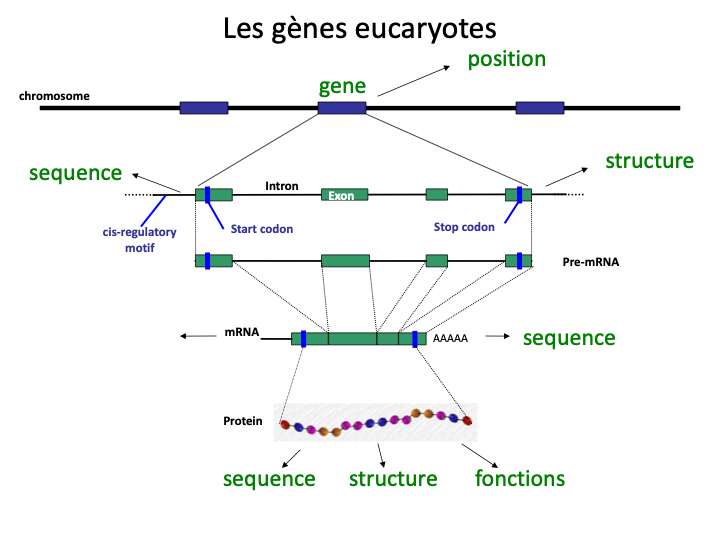 Les gènes eucaryotes
position
gene
chromosome
sequence
structure
Intron
Exon
cis-regulatory
motif
Start codon
Stop codon
Pre-mRNA
mRNA
AAAAA
sequence
Protein
sequence
structure
fonctions